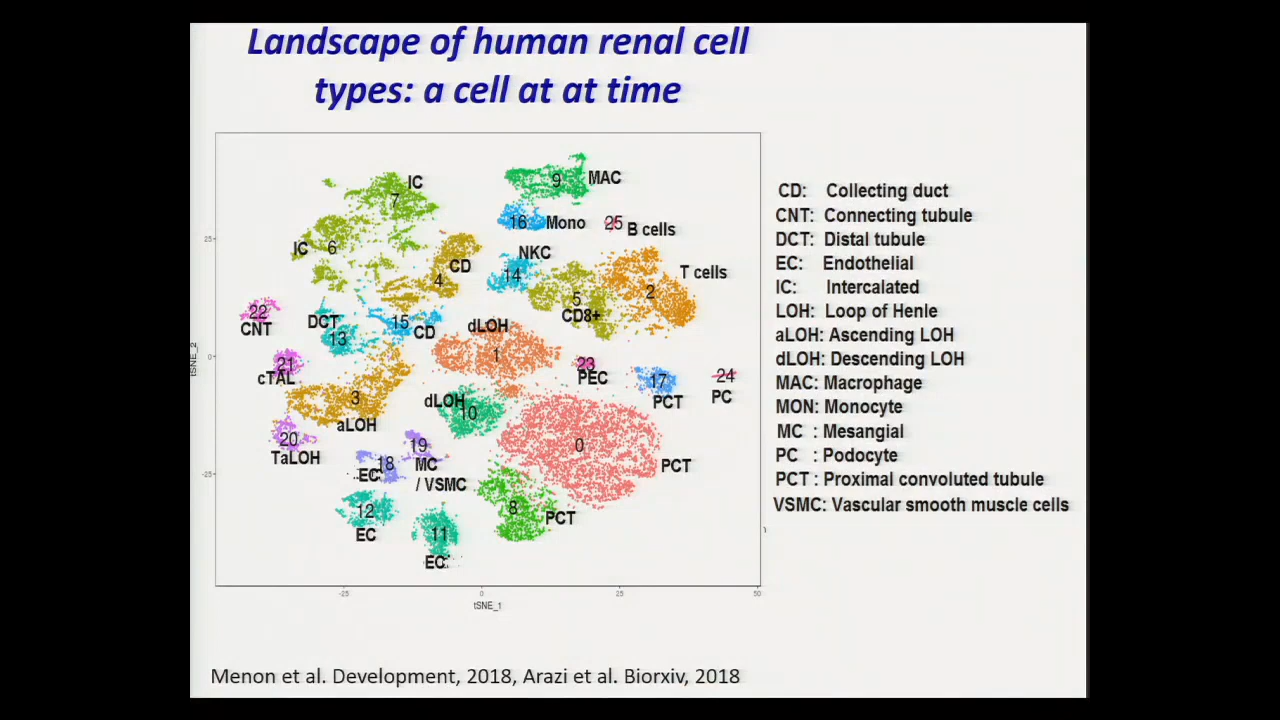 Landscape of human renal cell
types: a cell at at time
IC
7
9
MAC
16
Mono
25
B cells
IC
6
NKC
14
CD
4
T cells
2
5
CD8+
22
CNT
DCT
13
15
CD
dLOH
1
21
cTAL
23
PEC
17
PCT
24
PC
3
aLOH
dLOH
10
20
TaLOH
19
MC
/ VSMC
18
EC
0
PCT
12
EC
11
EC
8
PCT
25
0
-25
tSNE_2
-25
0
25
50
tSNE_1
CD: Collecting duct
CNT: Connecting tubule
DCT: Distal tubule
EC: Endothelial
IC: Intercalated
LOH: Loop of Henle
aLOH: Ascending LOH
dLOH: Descending LOH
MAC: Macrophage
MON: Monocyte
MC : Mesangial
PC : Podocyte
PCT : Proximal convoluted tubule
VSMC: Vascular smooth muscle cells
Menon et al. Development, 2018, Arazi et al. Biorxiv, 2018